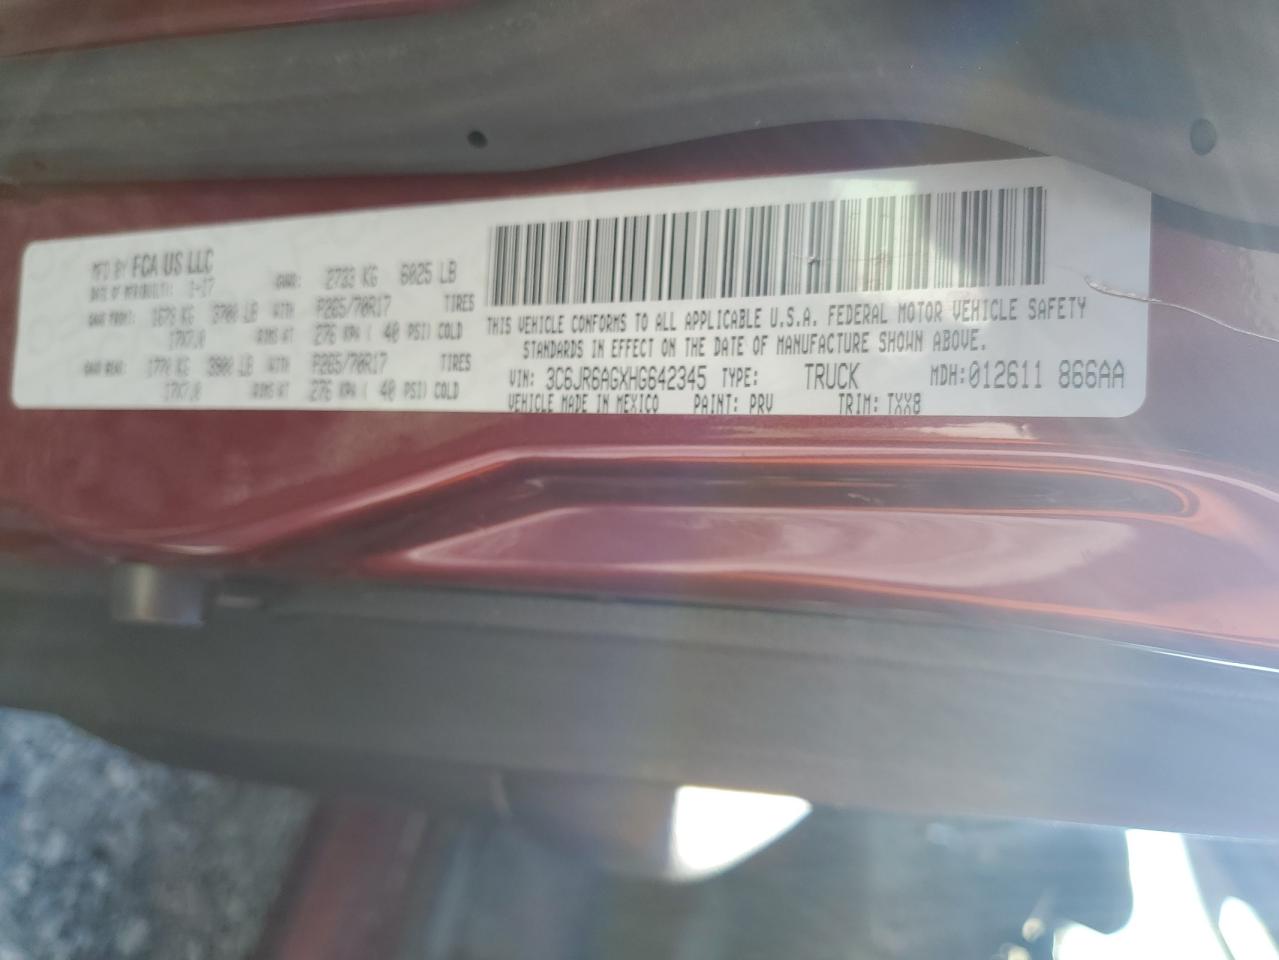 MFD BY FCA US LLC
DATE OF MFR(BUILT): 1-17 GVWR: 2733 KG 6025 LB
GAWR FRONT: 1678 KG 3700 LB WITH P265/70R17 TIRES
17X7.0 RIMS AT 276 KPA ( 40 PSI) COLD
GAWR REAR: 1770 KG 3900 LB WITH P265/70R17 TIRES
17X7.0 RIMS AT 276 KPA ( 40 PSI) COLD
THIS VEHICLE CONFORMS TO ALL APPLICABLE U.S.A. FEDERAL MOTOR VEHICLE SAFETY
STANDARDS IN EFFECT ON THE DATE OF MANUFACTURE SHOWN ABOVE.
VIN: 3C6JR6AGXHG642345 TYPE: TRUCK MDH:012611 866AA
VEHICLE MADE IN MEXICO PAINT: PRV TRIM: TXX8